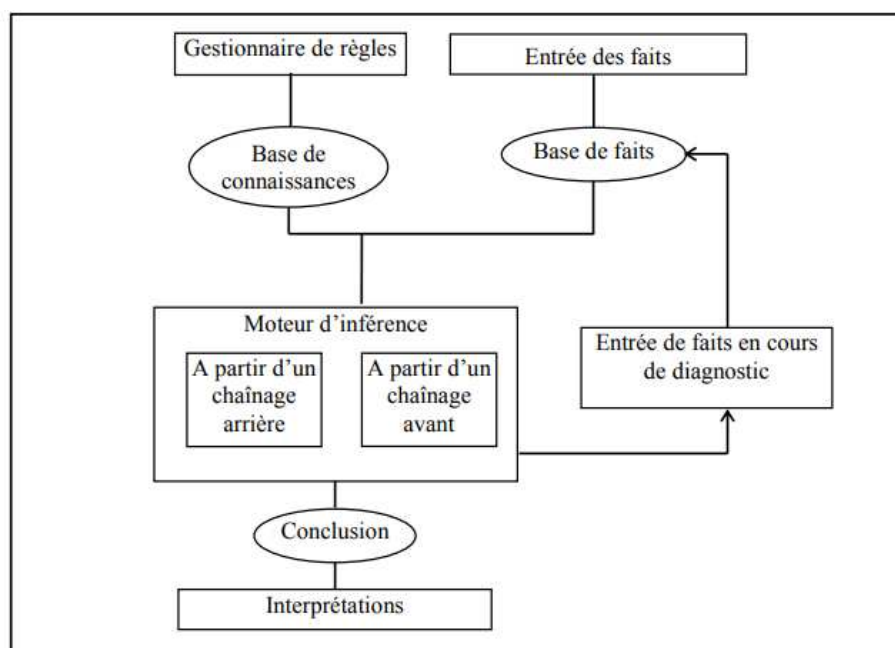 Gestionnaire de règles
Entrée des faits
Base de
connaissances
Base de faits
Moteur d'inférence
A partir d'un
chaînage
arrière
A partir d'un
chaînage
avant
Entrée de faits en cours
de diagnostic
Conclusion
Interprétations